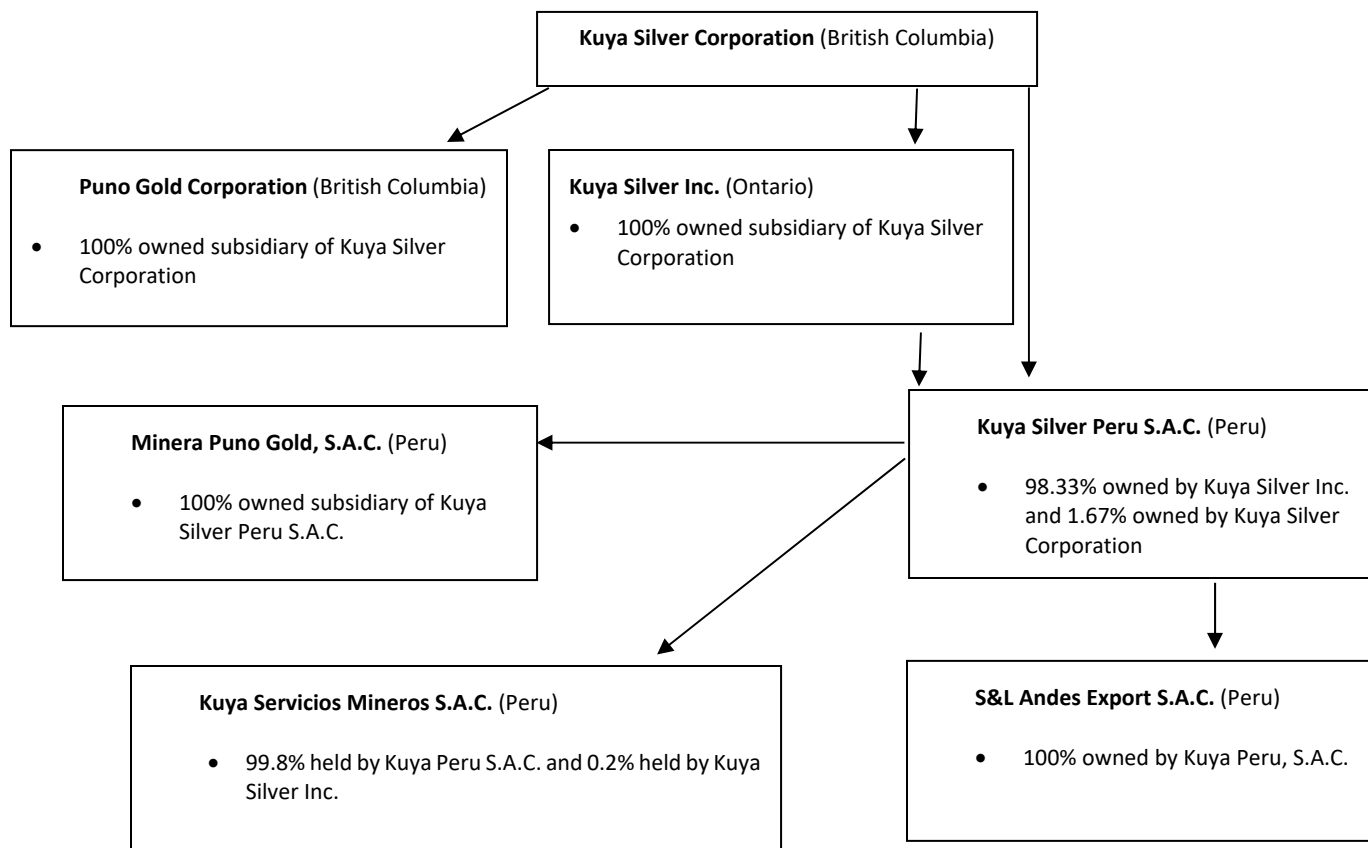 Kuya Silver Corporation (British Columbia)
Puno Gold Corporation (British Columbia)
• 100% owned subsidiary of Kuya Silver
Corporation
Kuya Silver Inc. (Ontario)
• 100% owned subsidiary of Kuya Silver
Corporation
Minera Puno Gold, S.A.C. (Peru)
• 100% owned subsidiary of Kuya
Silver Peru S.A.C.
Kuya Silver Peru S.A.C. (Peru)
• 98.33% owned by Kuya Silver Inc.
and 1.67% owned by Kuya Silver
Corporation
Kuya Servicios Mineros S.A.C. (Peru)
• 99.8% held by Kuya Peru S.A.C. and 0.2% held by Kuya
Silver Inc.
S&L Andes Export S.A.C. (Peru)
• 100% owned by Kuya Peru, S.A.C.